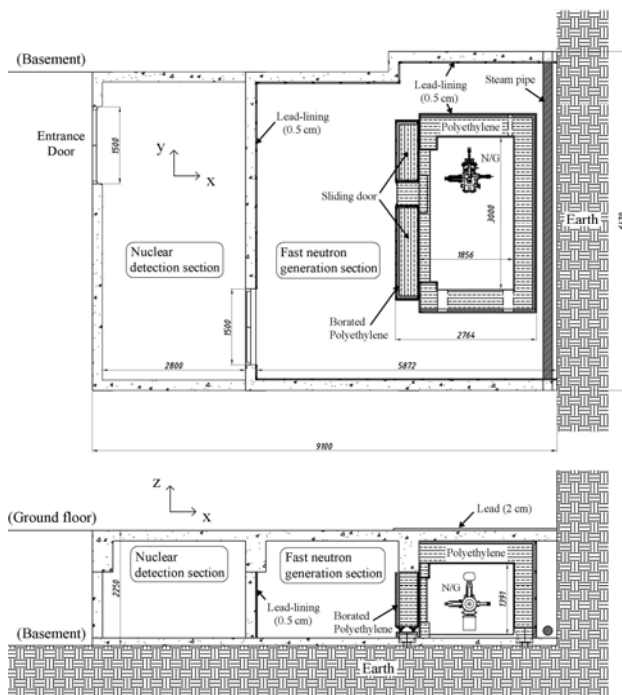 (Basement)
Lead-lining
(0.5 cm)
Steam pipe
Lead-lining
(0.5 cm)
Entrance
Door
1500
y
x
Polyethylene
N/G
Sliding door
3000
Earth
Nuclear
detection section
Fast neutron
generation section
1856
1500
Borated
Polyethylene
2764
2800
5872
9100
z
x
(Ground floor)
Lead (2 cm)
Nuclear
detection section
Fast neutron
generation section
Polyethylene
2250
Lead-lining
(0.5 cm)
N/G
1391
Borated
Polyethylene
(Basement)
Earth